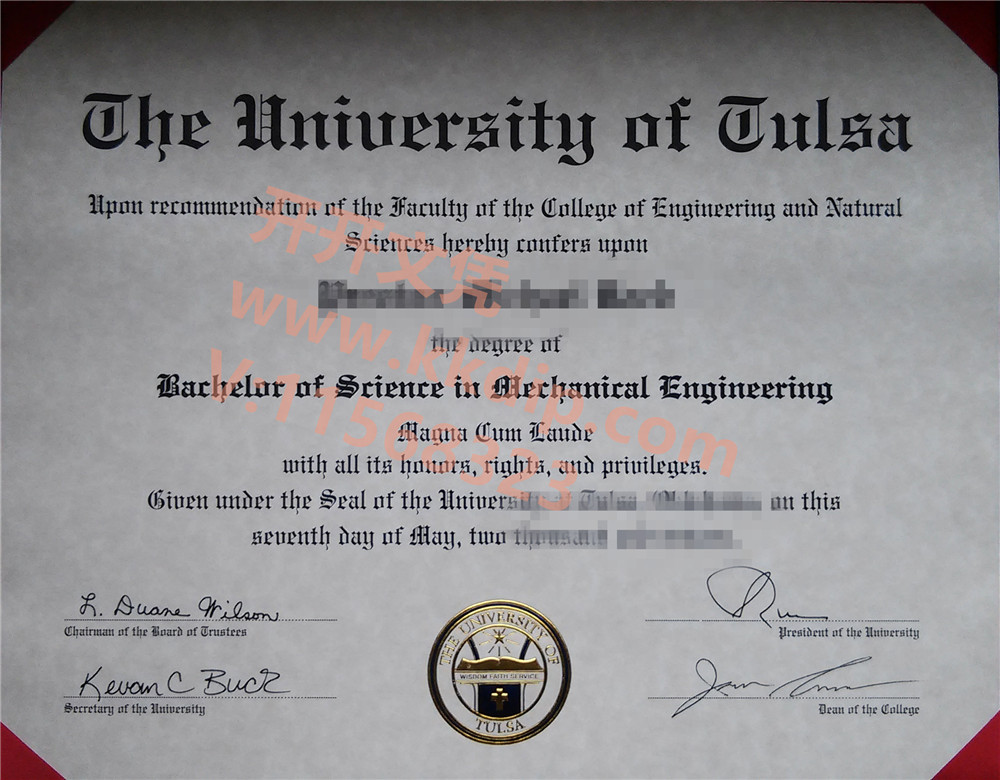 The University of Tulsa
Upon recommendation of the Faculty of the College of Engineering and Natural
Sciences hereby confers upon
the degree of
Bachelor of Science in Mechanical Engineering
Magna Cum Laude
with all its honors, rights, and privileges.
Given under the Seal of the University at Tulsa, on this
seventh day of May, two thousand
开开文凭
www.kkdip.com
V:11568323
L. Duane Wilson
Chairman of the Board of Trustees
President of the University
Kevan C Buck
Secretary of the University
Dean of the College
THE UNIVERSITY OF
WISDOM FAITH SERVICE
TULSA